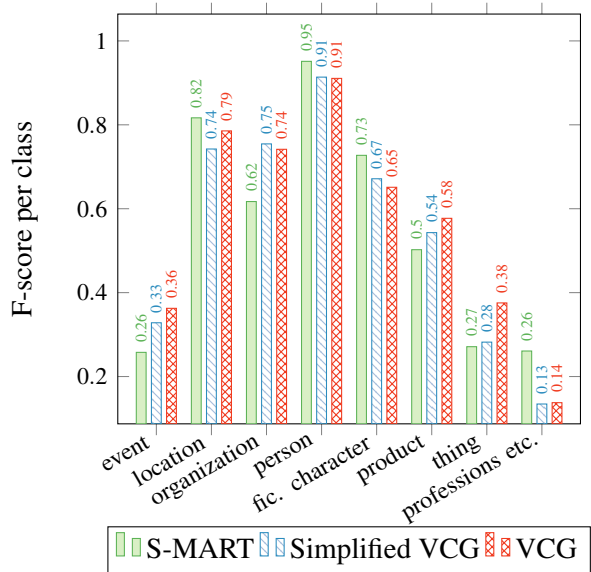 F-score per class
1
0.8
0.6
0.4
0.2
0.26
0.33
0.36
0.82
0.74
0.79
0.62
0.75
0.74
0.95
0.91
0.91
0.73
0.67
0.65
0.5
0.54
0.58
0.27
0.28
0.38
0.26
0.13
0.14
event
location
organization
person
fic. character
product
thing
professions etc.
S-MART Simplified VCG VCG